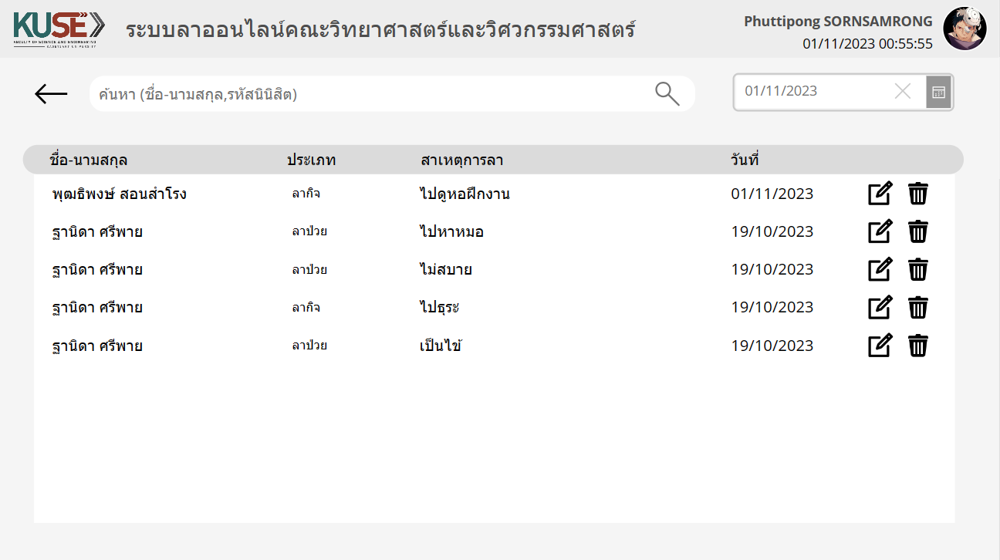 KUSE
FACULTY OF SCIENCE AND ENGINEERING
KASETSART UNIVERSITY
ระบบลาออนไลน์คณะวิทยาศาสตร์และวิศวกรรมศาสตร์
Phuttipong SORNSAMRONG
01/11/2023 00:55:55
ค้นหา (ชื่อ-นามสกุล,รหัสนินิสิต)
01/11/2023
ชื่อ-นามสกุล ประเภท สาเหตุการลา วันที่
พุฒธิพงษ์ สอนสำโรง ลากิจ ไปดูหอฝึกงาน 01/11/2023
ฐานิดา ศรีพาย ลาป่วย ไปหาหมอ 19/10/2023
ฐานิดา ศรีพาย ลาป่วย ไม่สบาย 19/10/2023
ฐานิดา ศรีพาย ลากิจ ไปธุระ 19/10/2023
ฐานิดา ศรีพาย ลาป่วย เป็นไข้ 19/10/2023